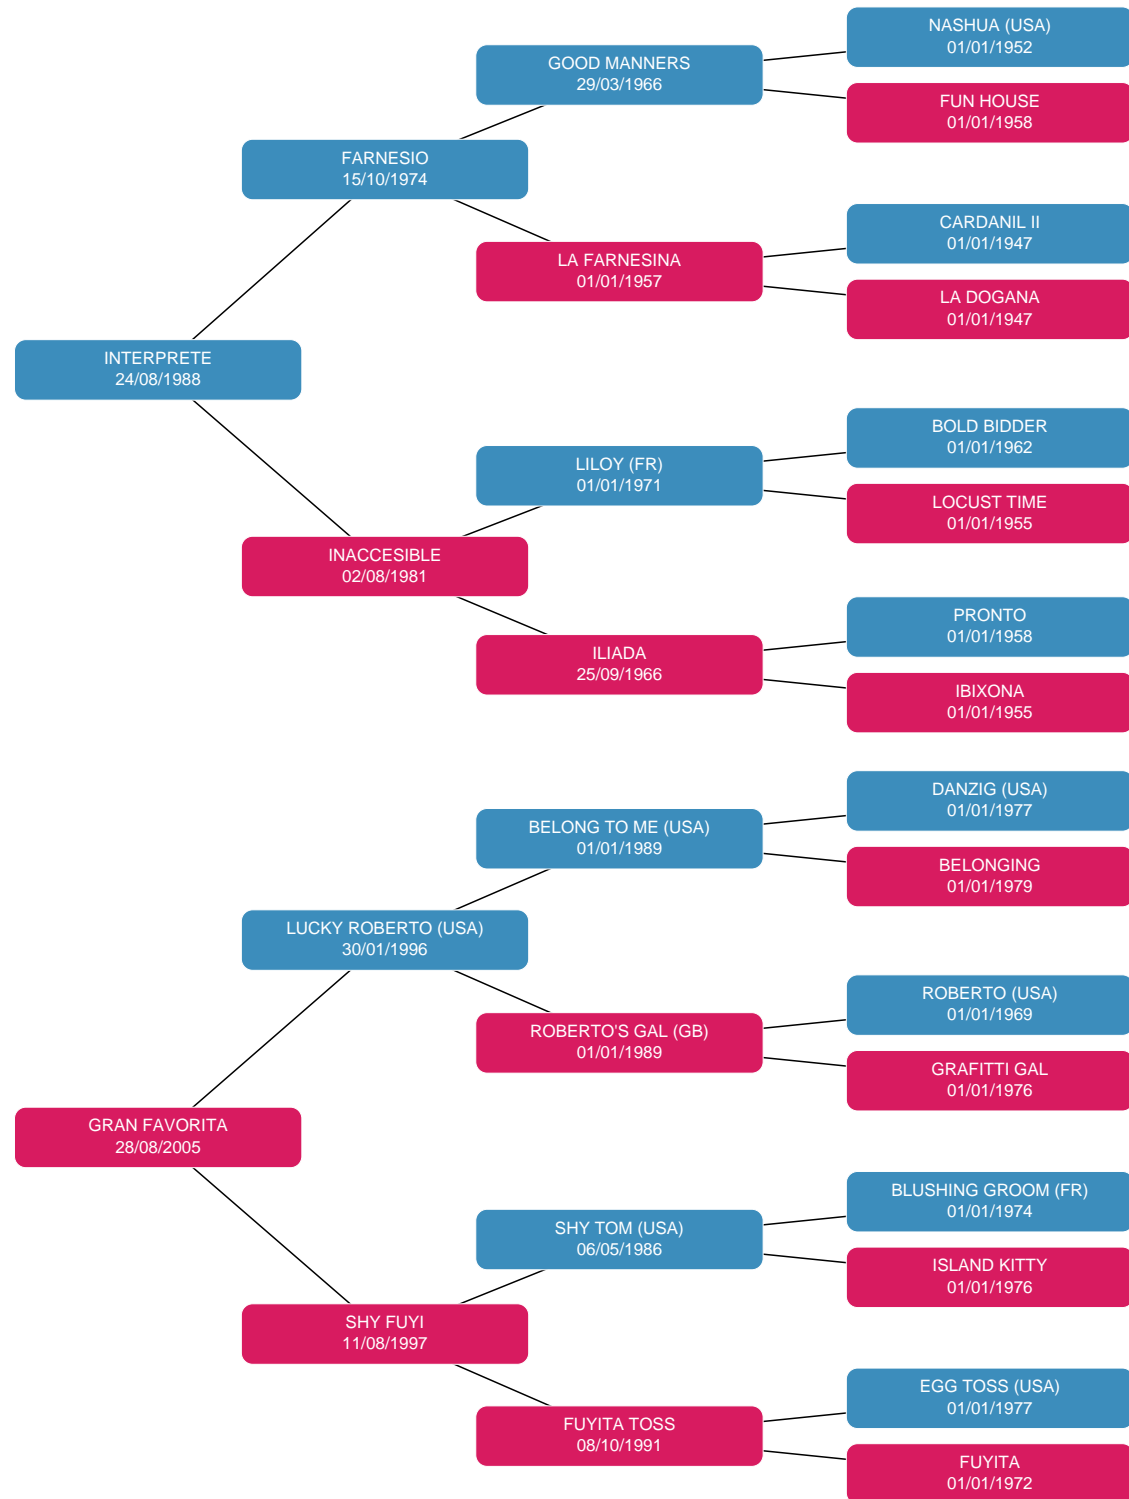 NASHUA (USA)
01/01/1952
GOOD MANNERS
29/03/1966
FUN HOUSE
01/01/1958
FARNESIO
15/10/1974
CARDANIL II
01/01/1947
LA FARNESINA
01/01/1957
LA DOGANA
01/01/1947
INTERPRETE
24/08/1988
BOLD BIDDER
01/01/1962
LILOY (FR)
01/01/1971
LOCUST TIME
01/01/1955
INACCESIBLE
02/08/1981
PRONTO
01/01/1958
ILIADA
25/09/1966
IBIXONA
01/01/1955
DANZIG (USA)
01/01/1977
BELONG TO ME (USA)
01/01/1989
BELONGING
01/01/1979
LUCKY ROBERTO (USA)
30/01/1996
ROBERTO (USA)
01/01/1969
ROBERTO'S GAL (GB)
01/01/1989
GRAFITTI GAL
01/01/1976
GRAN FAVORITA
28/08/2005
BLUSHING GROOM (FR)
01/01/1974
SHY TOM (USA)
06/05/1986
ISLAND KITTY
01/01/1976
SHY FUYI
11/08/1997
EGG TOSS (USA)
01/01/1977
FUYITA TOSS
08/10/1991
FUYITA
01/01/1972